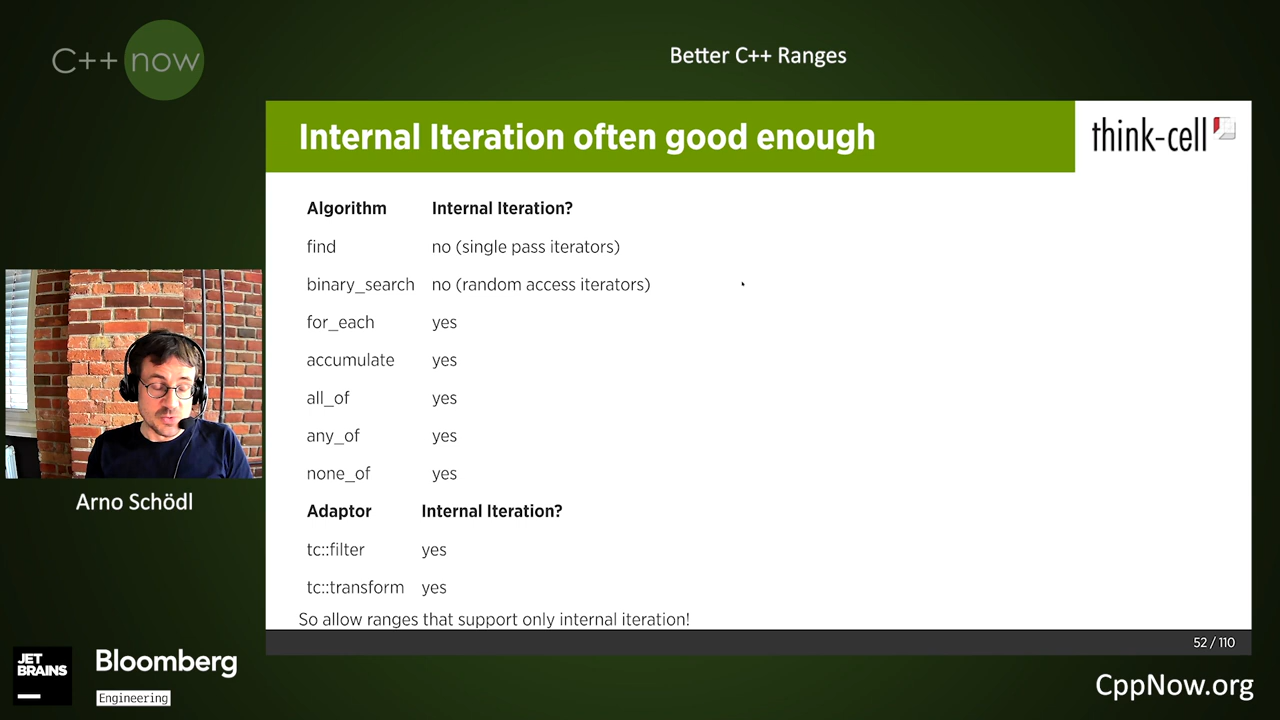 C++ now
Better C++ Ranges
Internal Iteration often good enough
think-cell
Algorithm Internal Iteration?
find no (single pass iterators)
binary_search no (random access iterators)
for_each yes
accumulate yes
all_of yes
any_of yes
none_of yes
Adaptor Internal Iteration?
tc::filter yes
tc::transform yes
So allow ranges that support only internal iteration!
52 / 110
Arno Schödl
JET
BRAINS
Bloomberg
Engineering
CppNow.org